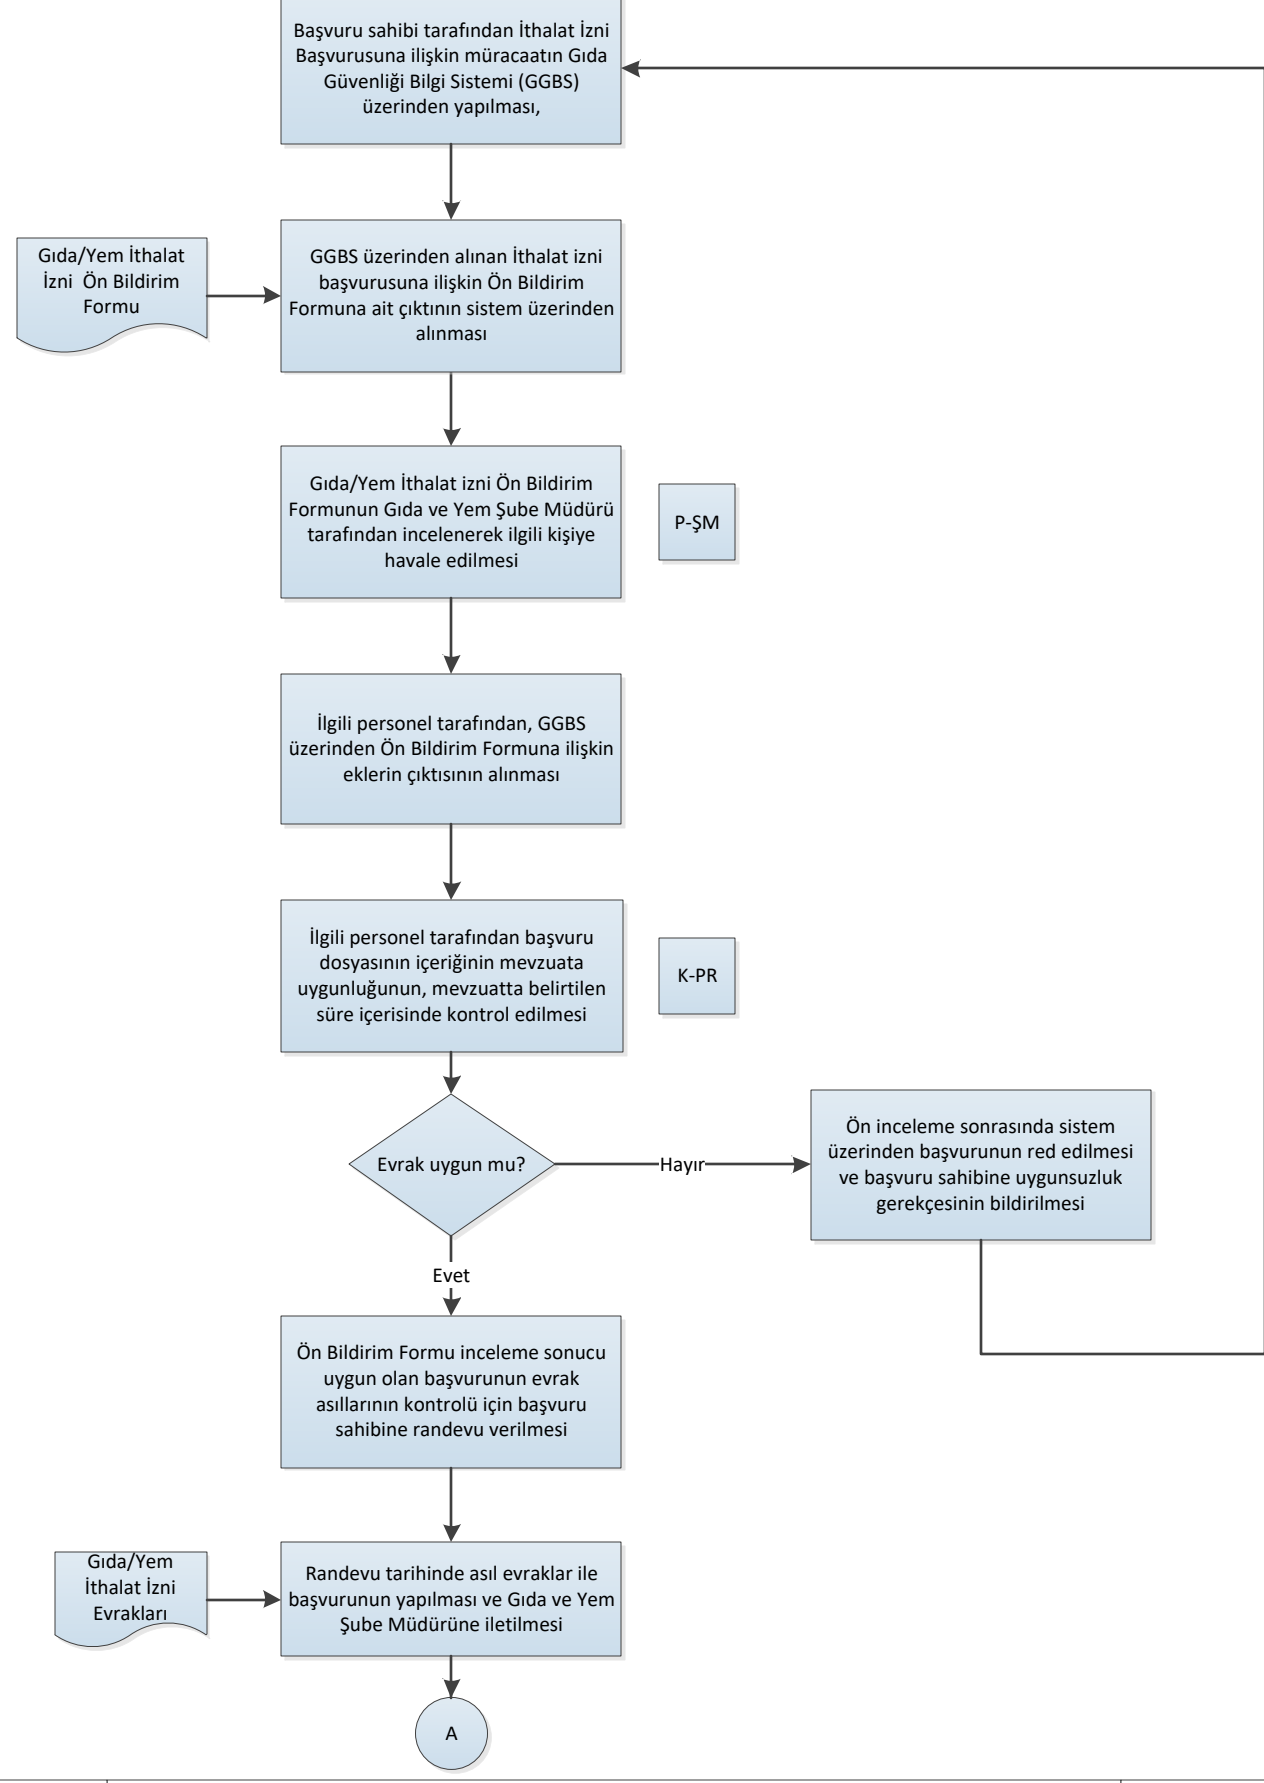 Başvuru sahibi tarafından İthalat İzni
Başvurusuna ilişkin müracaatın Gıda
Güvenliği Bilgi Sistemi (GGBS)
üzerinden yapılması,
Gıda/Yem İthalat
İzni Ön Bildirim
Formu
GGBS üzerinden alınan İthalat izni
başvurusuna ilişkin Ön Bildirim
Formuna ait çıktının sistem üzerinden
alınması
Gıda/Yem İthalat izni Ön Bildirim
Formunun Gıda ve Yem Şube Müdürü
tarafından incelenerek ilgili kişiye
havale edilmesi
P-ŞM
İlgili personel tarafından, GGBS
üzerinden Ön Bildirim Formuna ilişkin
eklerin çıktısının alınması
İlgili personel tarafından başvuru
dosyasının içeriğinin mevzuata
uygunluğunun, mevzuatta belirtilen
süre içerisinde kontrol edilmesi
K-PR
Evrak uygun mu?
Hayır
Ön inceleme sonrasında sistem
üzerinden başvurunun red edilmesi
ve başvuru sahibine uygunsuzluk
gerekçesinin bildirilmesi
Evet
Ön Bildirim Formu inceleme sonucu
uygun olan başvurunun evrak
asıllarının kontrolü için başvuru
sahibine randevu verilmesi
Gıda/Yem
İthalat İzni
Evrakları
Randevu tarihinde asıl evraklar ile
başvurunun yapılması ve Gıda ve Yem
Şube Müdürüne iletilmesi
A